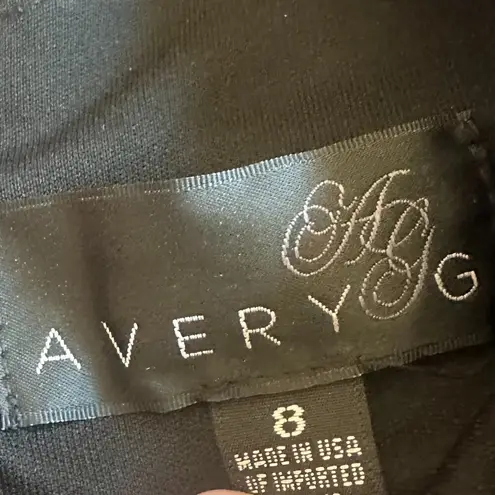 AG
AVERY G
8
MADE IN USA
OF IMPORTED